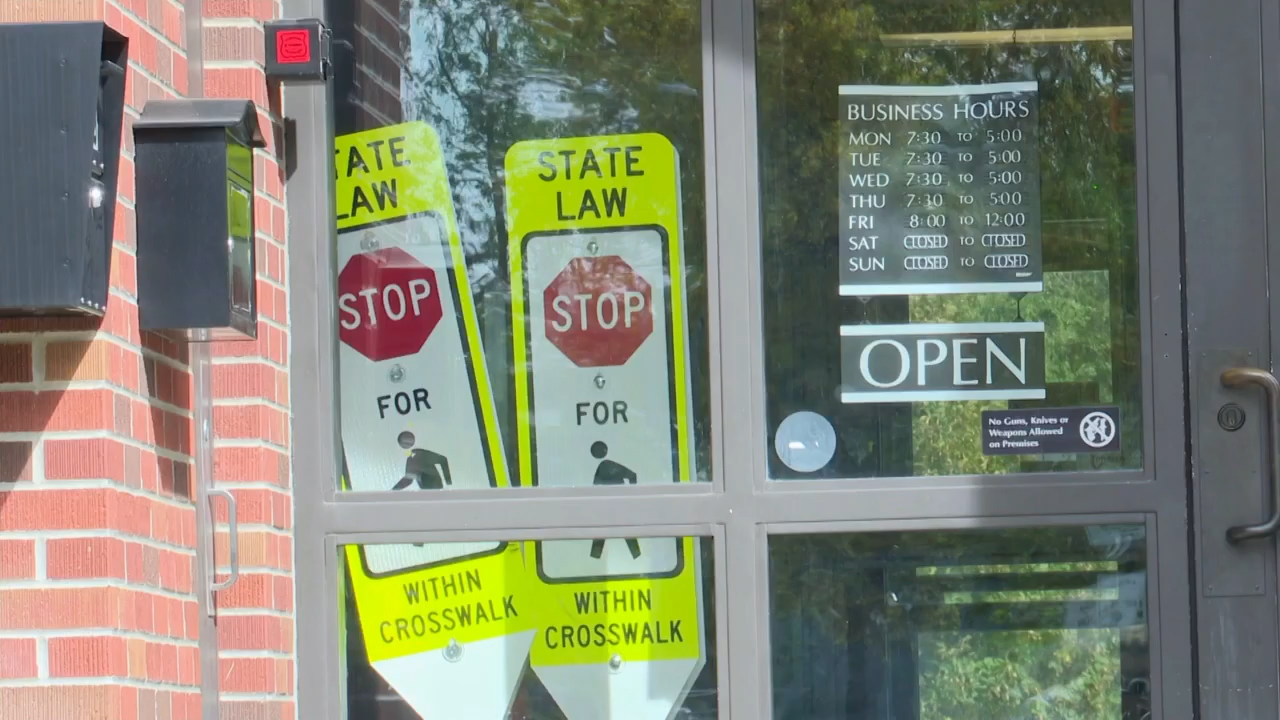 TATE
LAW
STOP
FOR
WITHIN
CROSSWALK
STATE
LAW
STOP
FOR
WITHIN
CROSSWALK
BUSINESS HOURS
MON 7:30 TO 5:00
TUE 7:30 TO 5:00
WED 7:30 TO 5:00
THU 7:30 TO 5:00
FRI 8:00 TO 12:00
SAT CLOSED TO CLOSED
SUN CLOSED TO CLOSED
OPEN
No Guns, Knives or
Weapons Allowed
on Premises